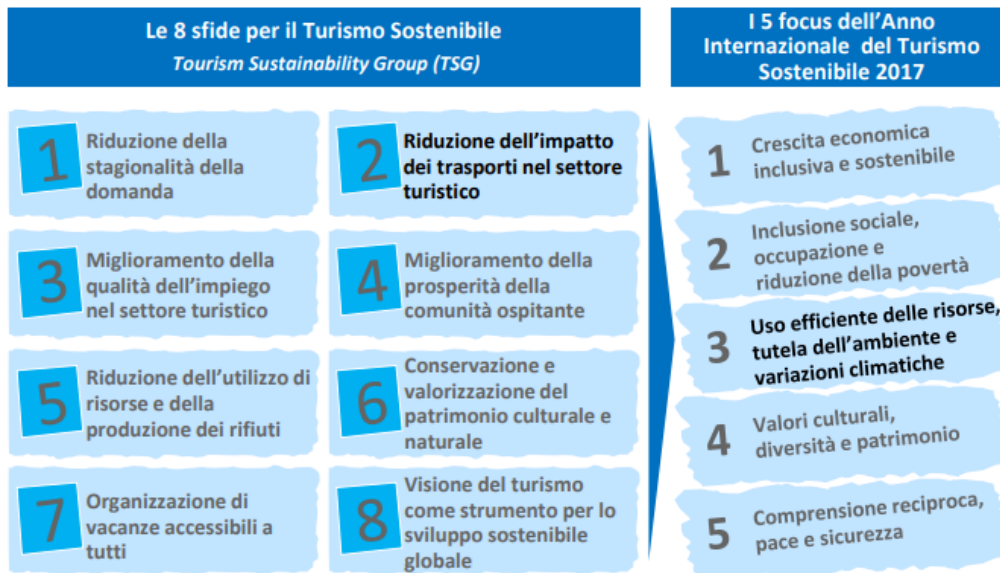 Le 8 sfide per il Turismo Sostenibile
Tourism Sustainability Group (TSG)
1
Riduzione della
stagionalità della
domanda
2
Riduzione dell’impatto
dei trasporti nel settore
turistico
3
Miglioramento della
qualità dell’impiego
nel settore turistico
4
Miglioramento della
prosperità della
comunità ospitante
5
Riduzione dell’utilizzo di
risorse e della
produzione dei rifiuti
6
Conservazione e
valorizzazione del
patrimonio culturale e
naturale
7
Organizzazione di
vacanze accessibili a
tutti
8
Visione del turismo
come strumento per lo
sviluppo sostenibile
globale
I 5 focus dell’Anno
Internazionale del Turismo
Sostenibile 2017
1
Crescita economica
inclusiva e sostenibile
2
Inclusione sociale,
occupazione e
riduzione della povertà
3
Uso efficiente delle risorse,
tutela dell’ambiente e
variazioni climatiche
4
Valori culturali,
diversità e patrimonio
5
Comprensione reciproca,
pace e sicurezza